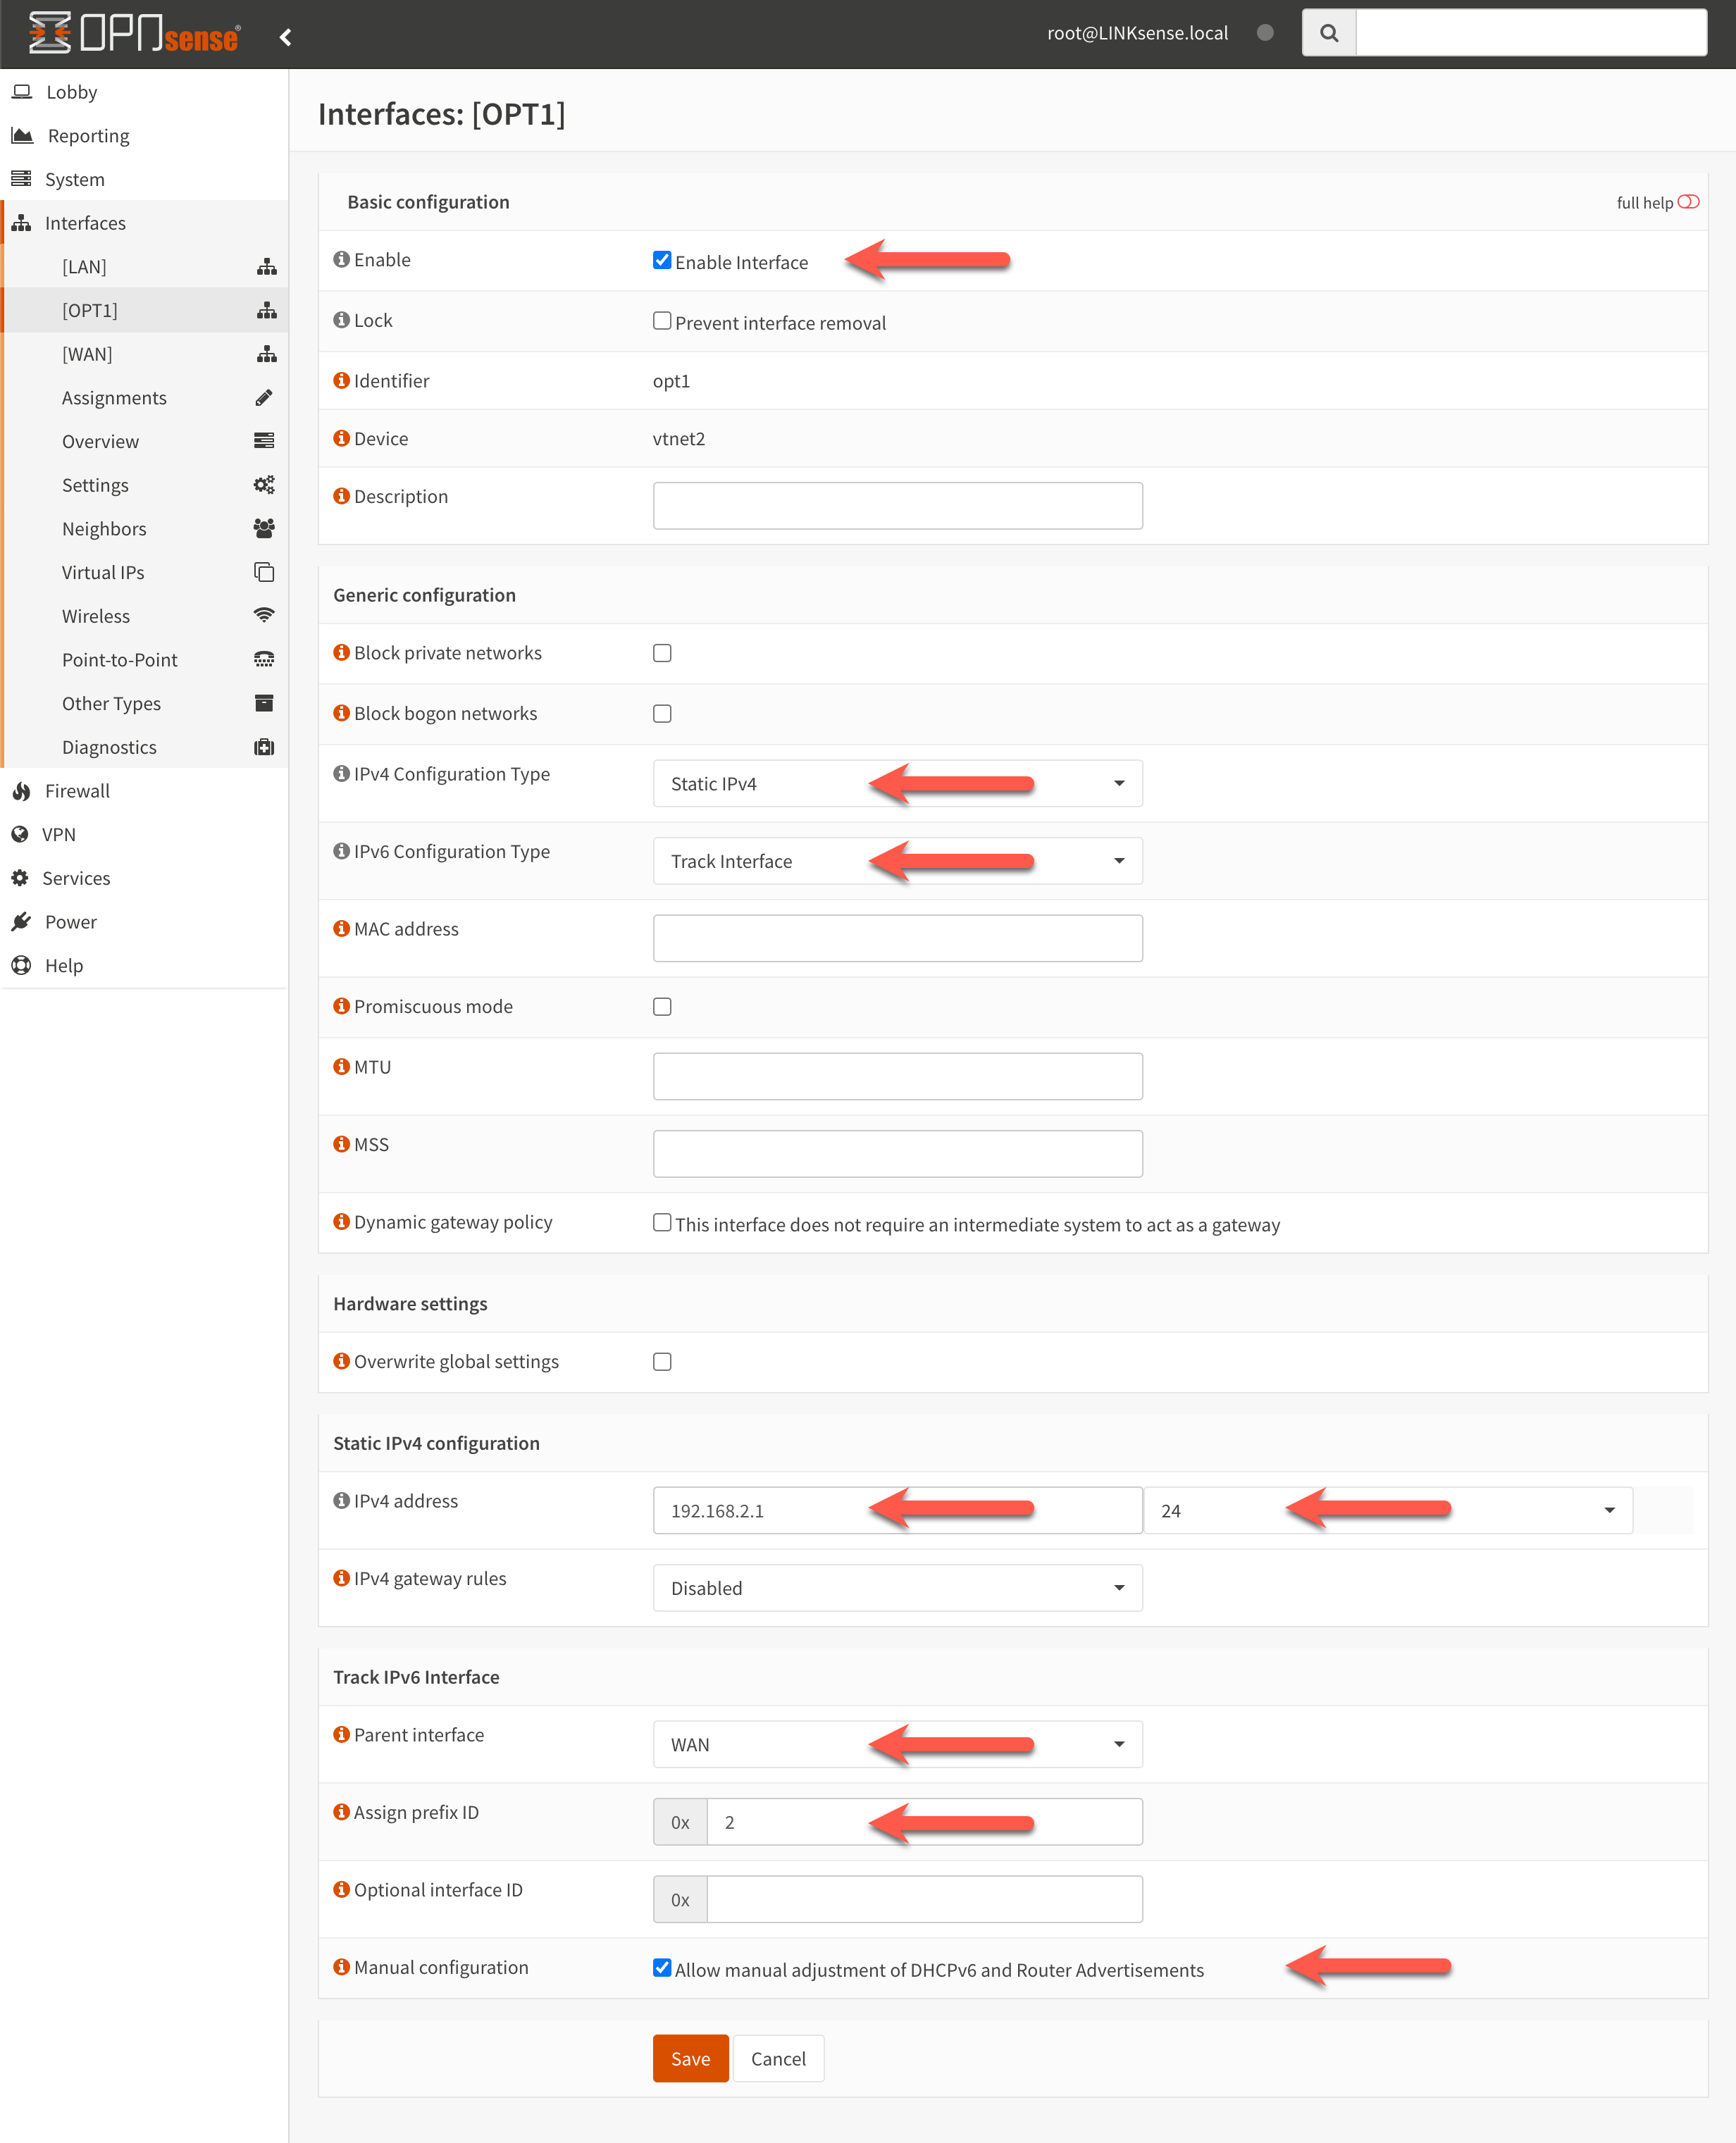 OPNsense®
root@LINKsense.local
Lobby
Reporting
System
Interfaces
[LAN]
[OPT1]
[WAN]
Assignments
Overview
Settings
Neighbors
Virtual IPs
Wireless
Point-to-Point
Other Types
Diagnostics
Firewall
VPN
Services
Power
Help
Interfaces: [OPT1]
Basic configuration
full help
Enable
Enable Interface
Lock
Prevent interface removal
Identifier
opt1
Device
vtnet2
Description
Generic configuration
Block private networks
Block bogon networks
IPv4 Configuration Type
Static IPv4
IPv6 Configuration Type
Track Interface
MAC address
Promiscuous mode
MTU
MSS
Dynamic gateway policy
This interface does not require an intermediate system to act as a gateway
Hardware settings
Overwrite global settings
Static IPv4 configuration
IPv4 address
192.168.2.1
24
IPv4 gateway rules
Disabled
Track IPv6 Interface
Parent interface
WAN
Assign prefix ID
0x
2
Optional interface ID
0x
Manual configuration
Allow manual adjustment of DHCPv6 and Router Advertisements
Save
Cancel